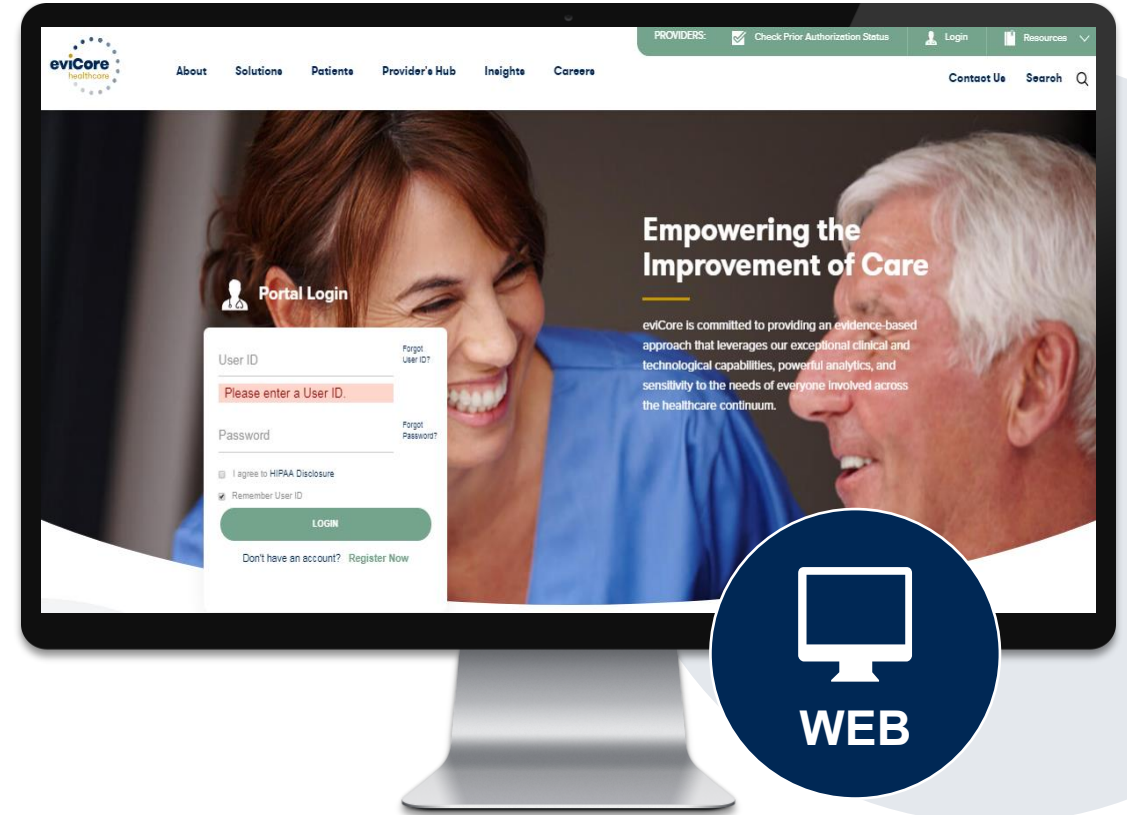 PROVIDERS: Check Prior Authorization Status Login Resources
eviCore
healthcare
About Solutions Patients Provider's Hub Insights Careers
Contact Us Search
Empowering the
Improvement of Care
eviCore is committed to providing an evidence-based
approach that leverages our exceptional clinical and
technological capabilities, powerful analytics, and
sensitivity to the needs of everyone involved across
the healthcare continuum.
Portal Login
User ID
Forgot
User ID?
Please enter a User ID.
Password
Forgot
Password?
I agree to HIPAA Disclosure
Remember User ID
LOGIN
Don't have an account? Register Now
WEB